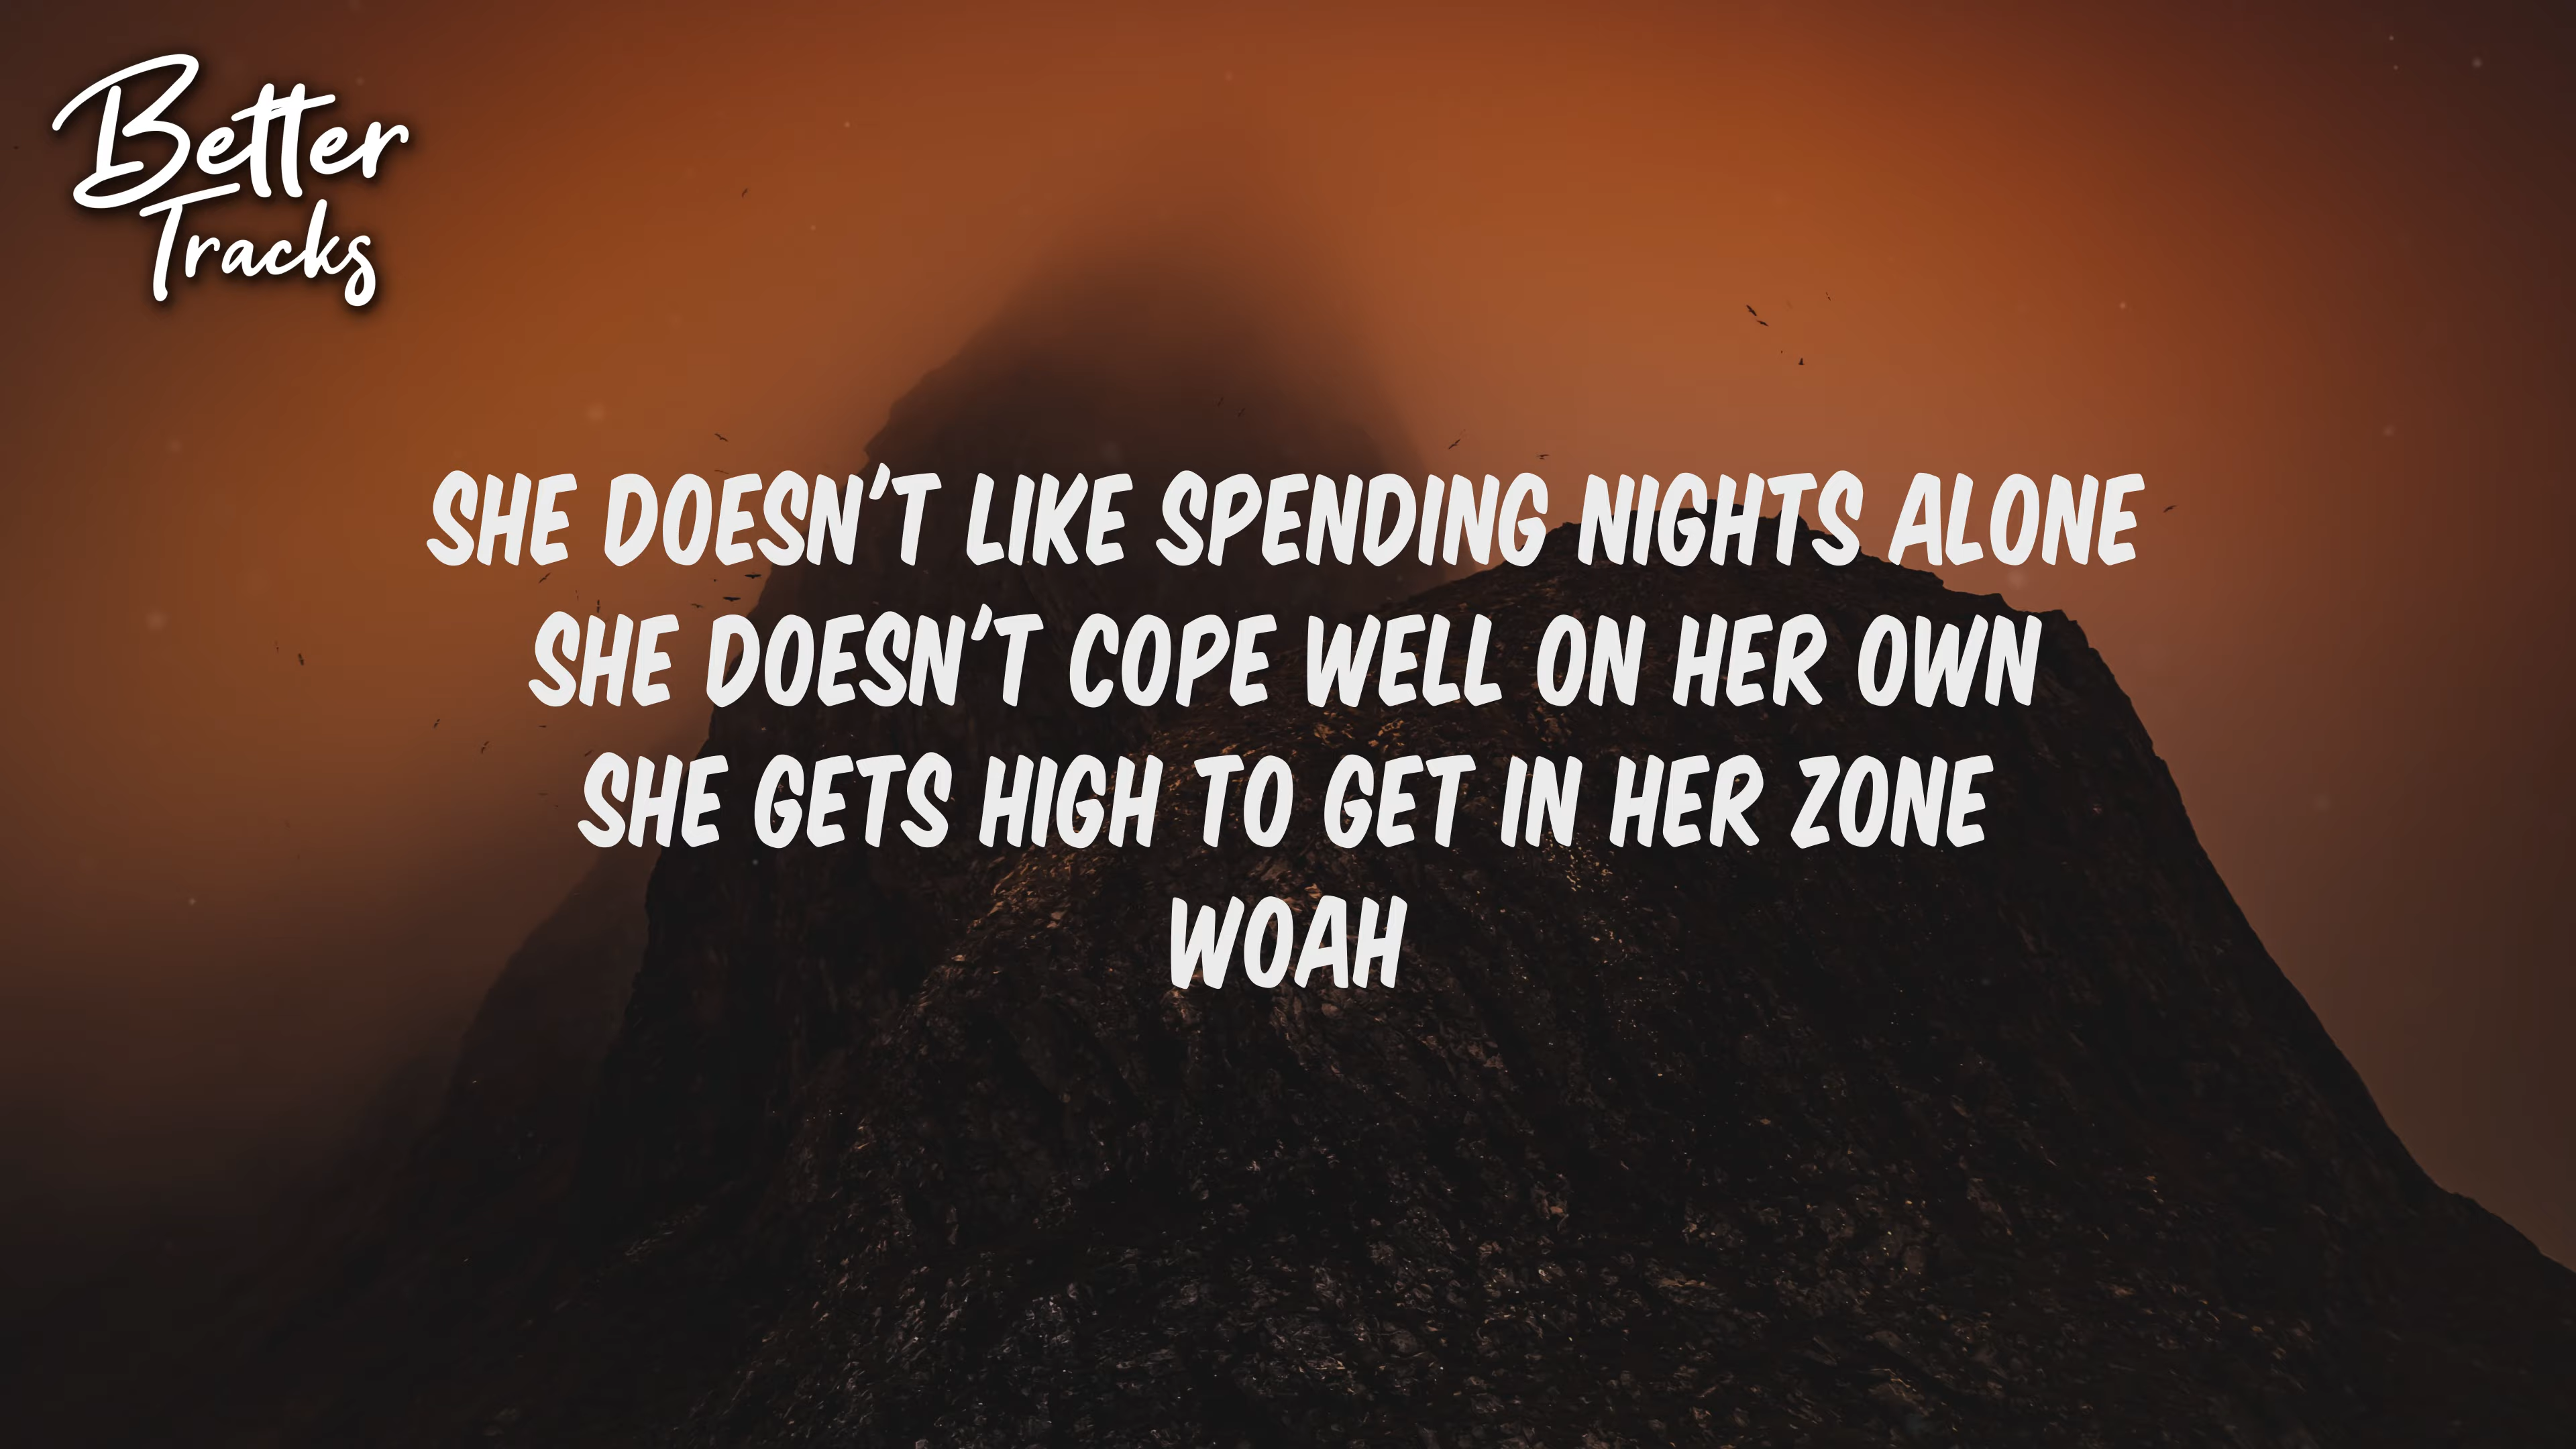 Better
Tracks
SHE DOESN'T LIKE SPENDING NIGHTS ALONE
SHE DOESN'T COPE WELL ON HER OWN
SHE GETS HIGH TO GET IN HER ZONE
WOAH